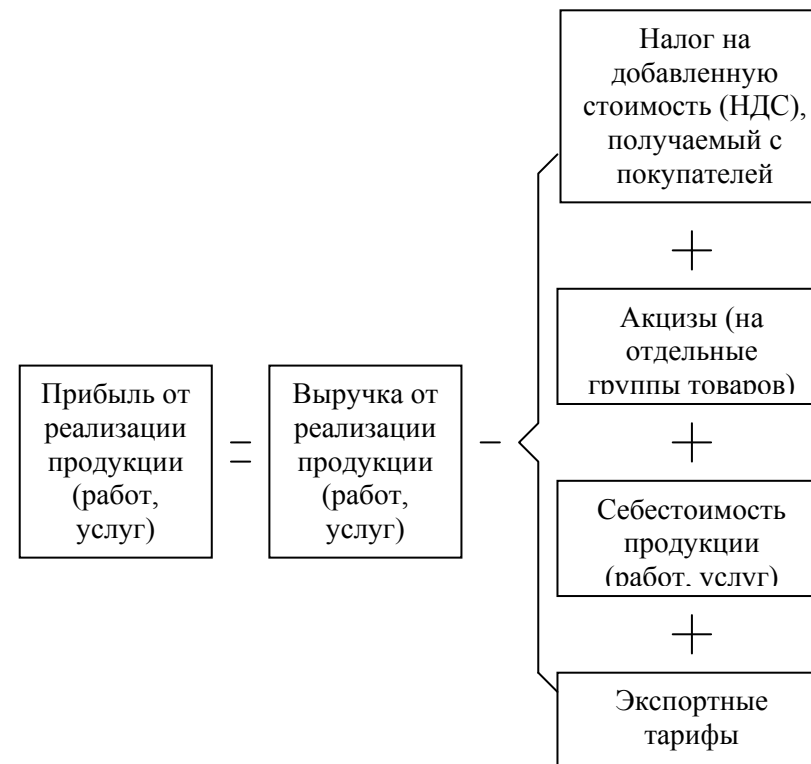 Налог на
добавленную
стоимость (НДС),
получаемый с
покупателей
+
Акцизы (на
отдельные
группы товаров)
+
Прибыль от
реализации
продукции
(работ,
услуг)
=
Выручка от
реализации
продукции
(работ,
услуг)
–
Себестоимость
продукции
(работ, услуг)
+
Экспортные
тарифы